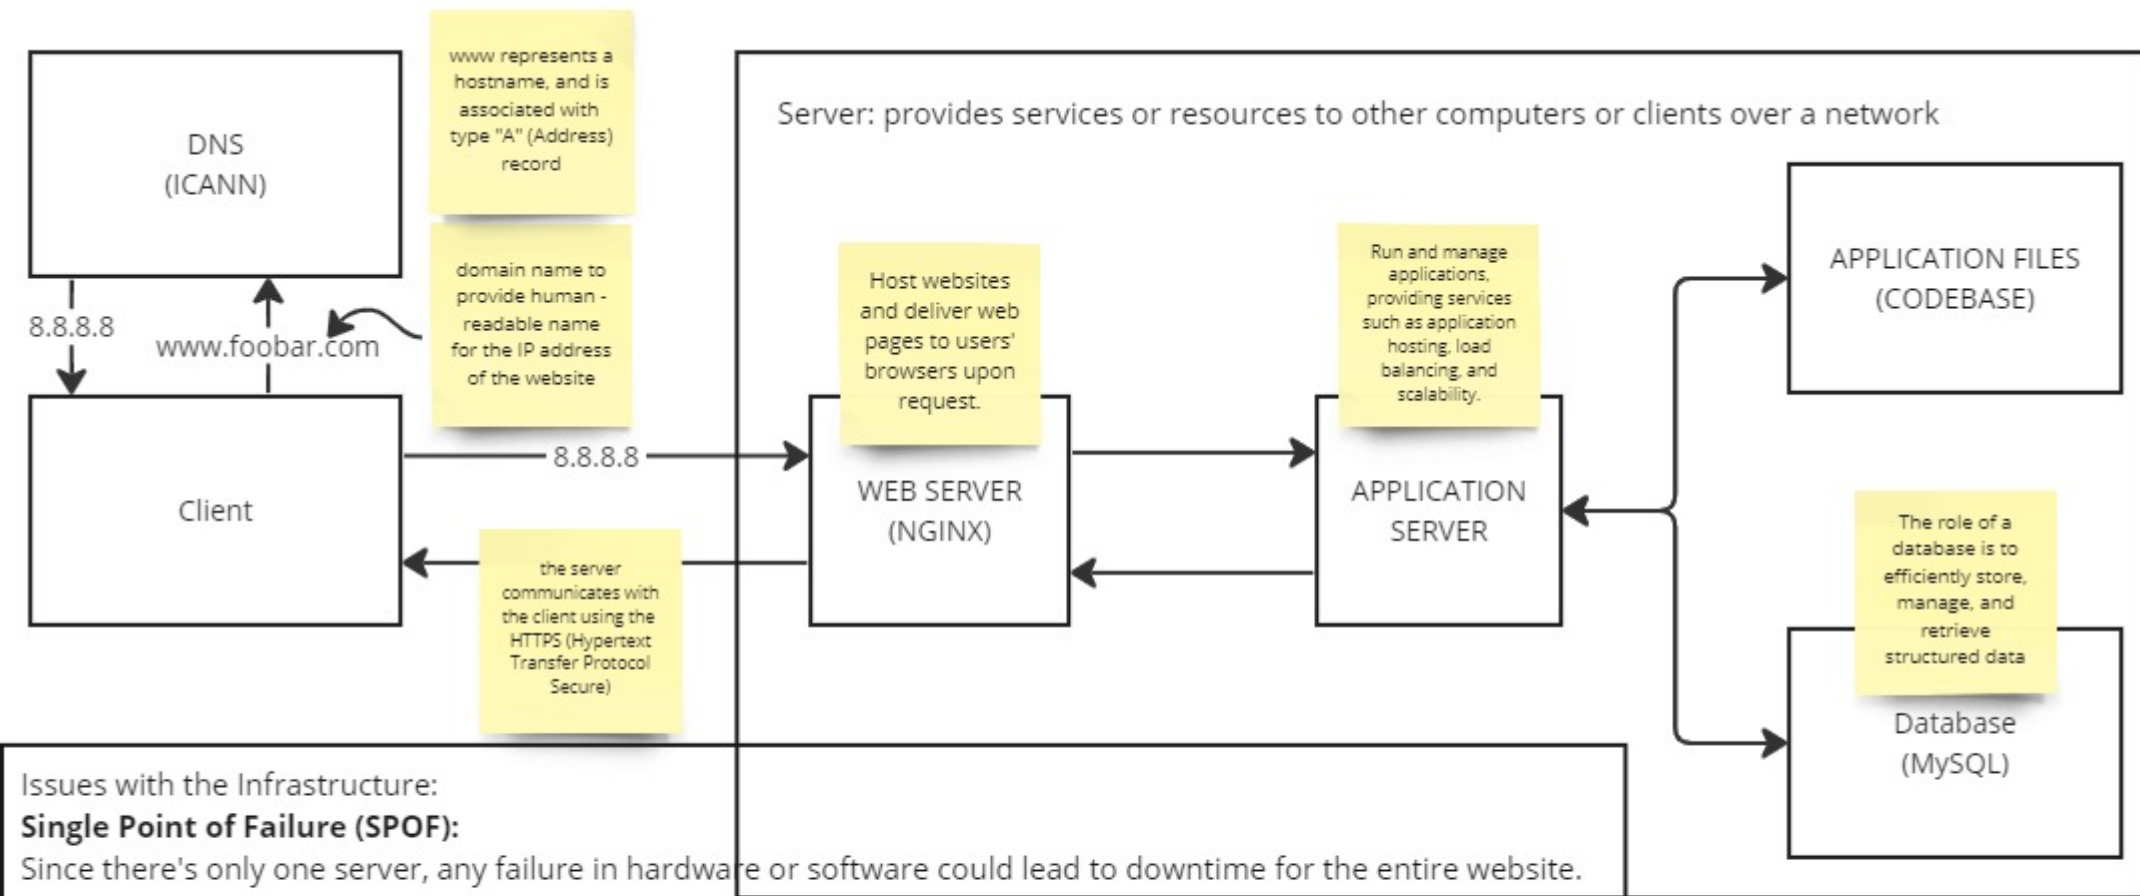 DNS
(ICANN)
www represents a
hostname, and is
associated with
type "A" (Address)
record
domain name to
provide human -
readable name
for the IP address
of the website
8.8.8.8
www.foobar.com
Client
8.8.8.8
the server
communicates with
the client using the
HTTPS (Hypertext
Transfer Protocol
Secure)
Server: provides services or resources to other computers or clients over a network
Host websites
and deliver web
pages to users'
browsers upon
request.
WEB SERVER
(NGINX)
Run and manage
applications,
providing services
such as application
hosting, load
balancing, and
scalability.
APPLICATION
SERVER
APPLICATION FILES
(CODEBASE)
The role of a
database is to
efficiently store,
manage, and
retrieve
structured data
Database
(MySQL)
Issues with the Infrastructure:
Single Point of Failure (SPOF):
Since there's only one server, any failure in hardware or software could lead to downtime for the entire website.